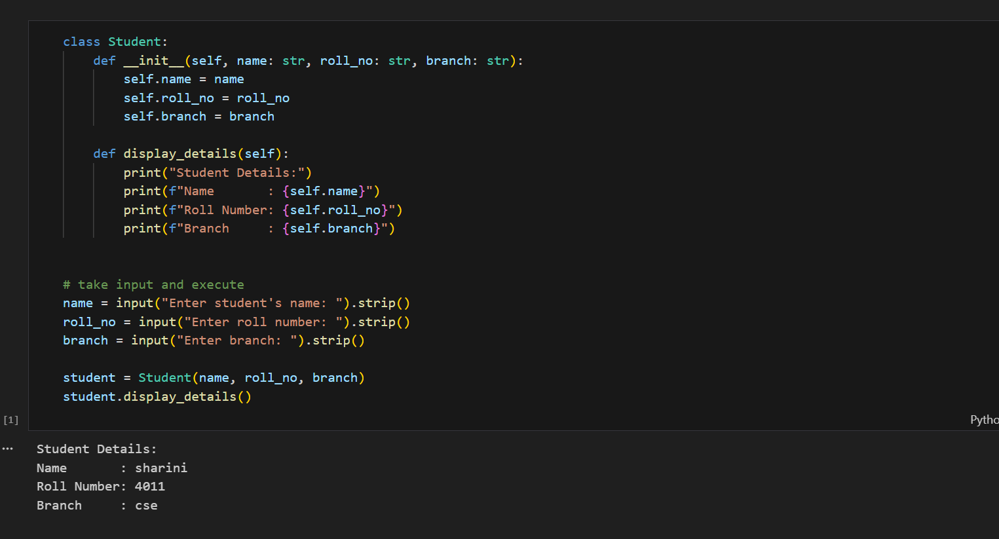 class Student:
    def __init__(self, name: str, roll_no: str, branch: str):
        self.name = name
        self.roll_no = roll_no
        self.branch = branch

    def display_details(self):
        print("Student Details:")
        print(f"Name       : {self.name}")
        print(f"Roll Number: {self.roll_no}")
        print(f"Branch     : {self.branch}")

# take input and execute
name = input("Enter student's name: ").strip()
roll_no = input("Enter roll number: ").strip()
branch = input("Enter branch: ").strip()

student = Student(name, roll_no, branch)
student.display_details()
[1]
Pytho
...
Student Details:
Name       : sharini
Roll Number: 4011
Branch     : cse